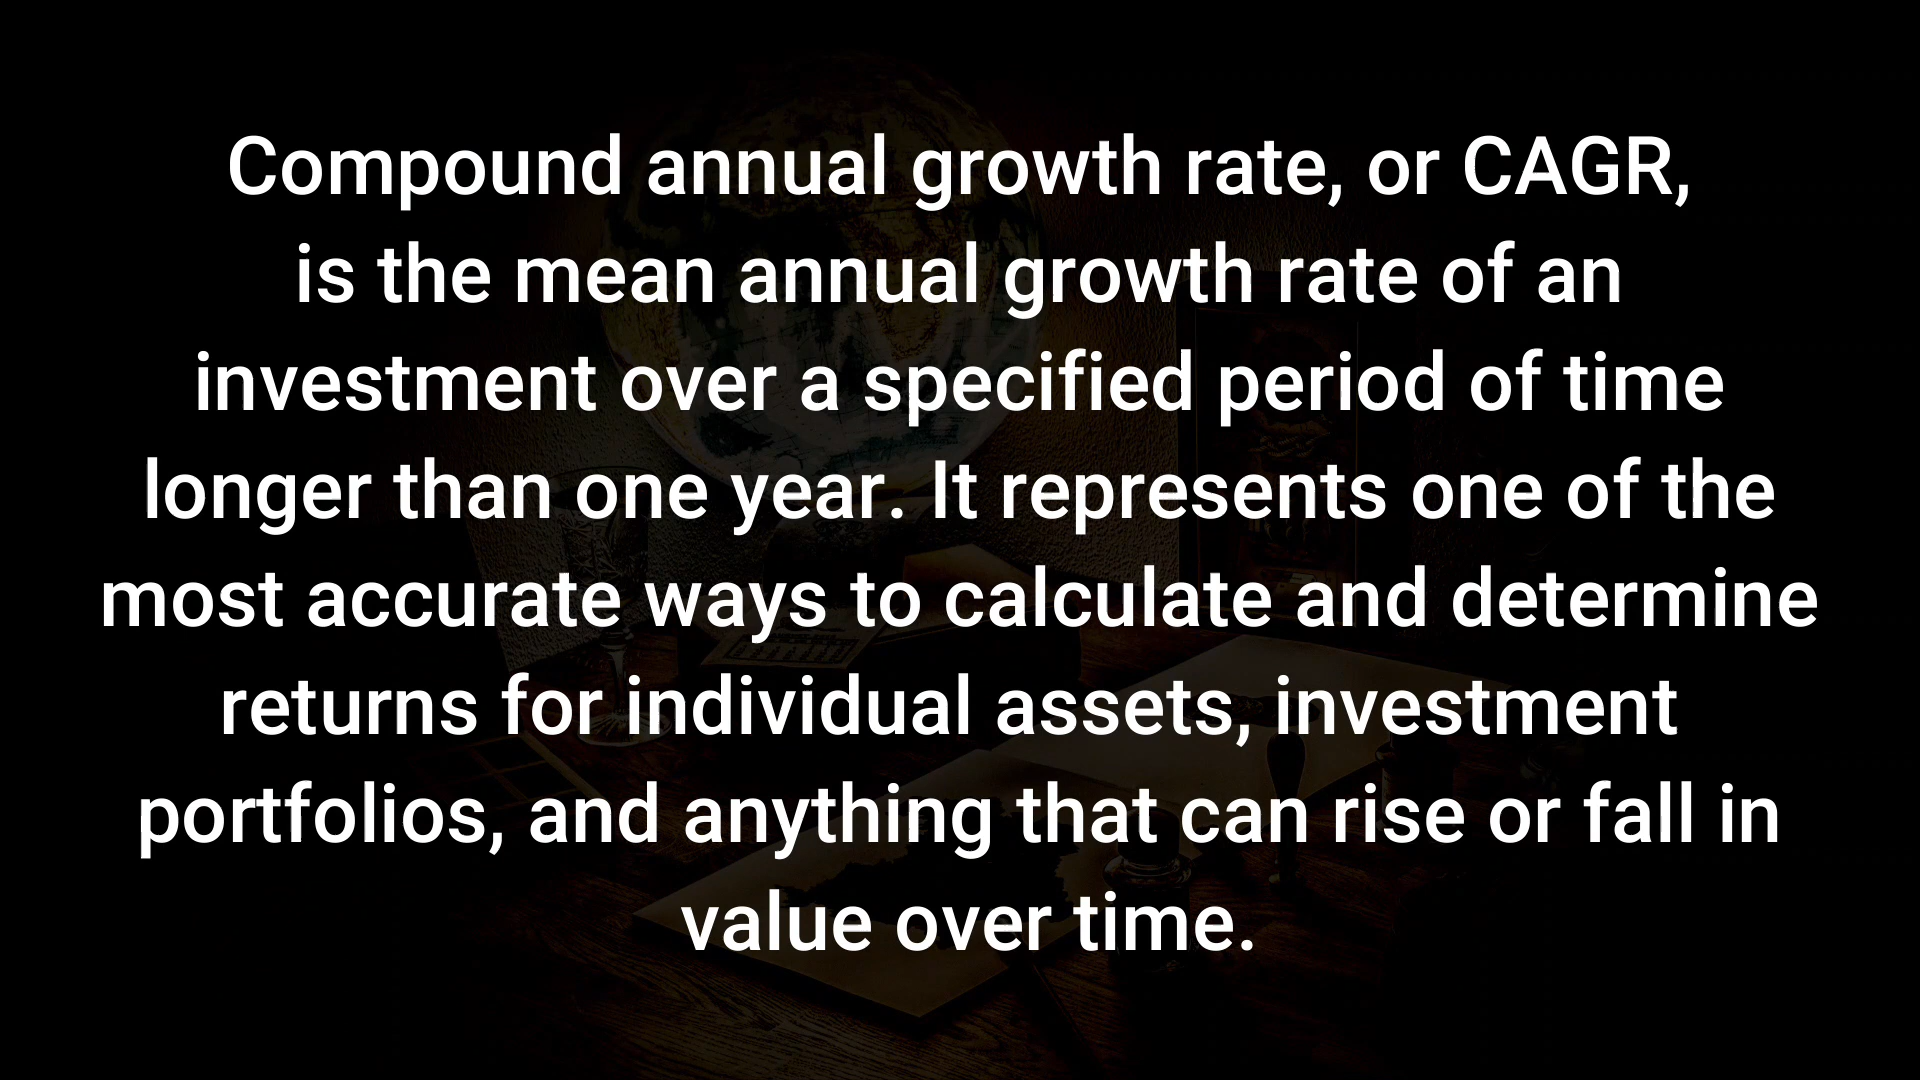 Compound annual growth rate, or CAGR,
is the mean annual growth rate of an
investment over a specified period of time
longer than one year. It represents one of the
most accurate ways to calculate and determine
returns for individual assets, investment
portfolios, and anything that can rise or fall in
value over time.